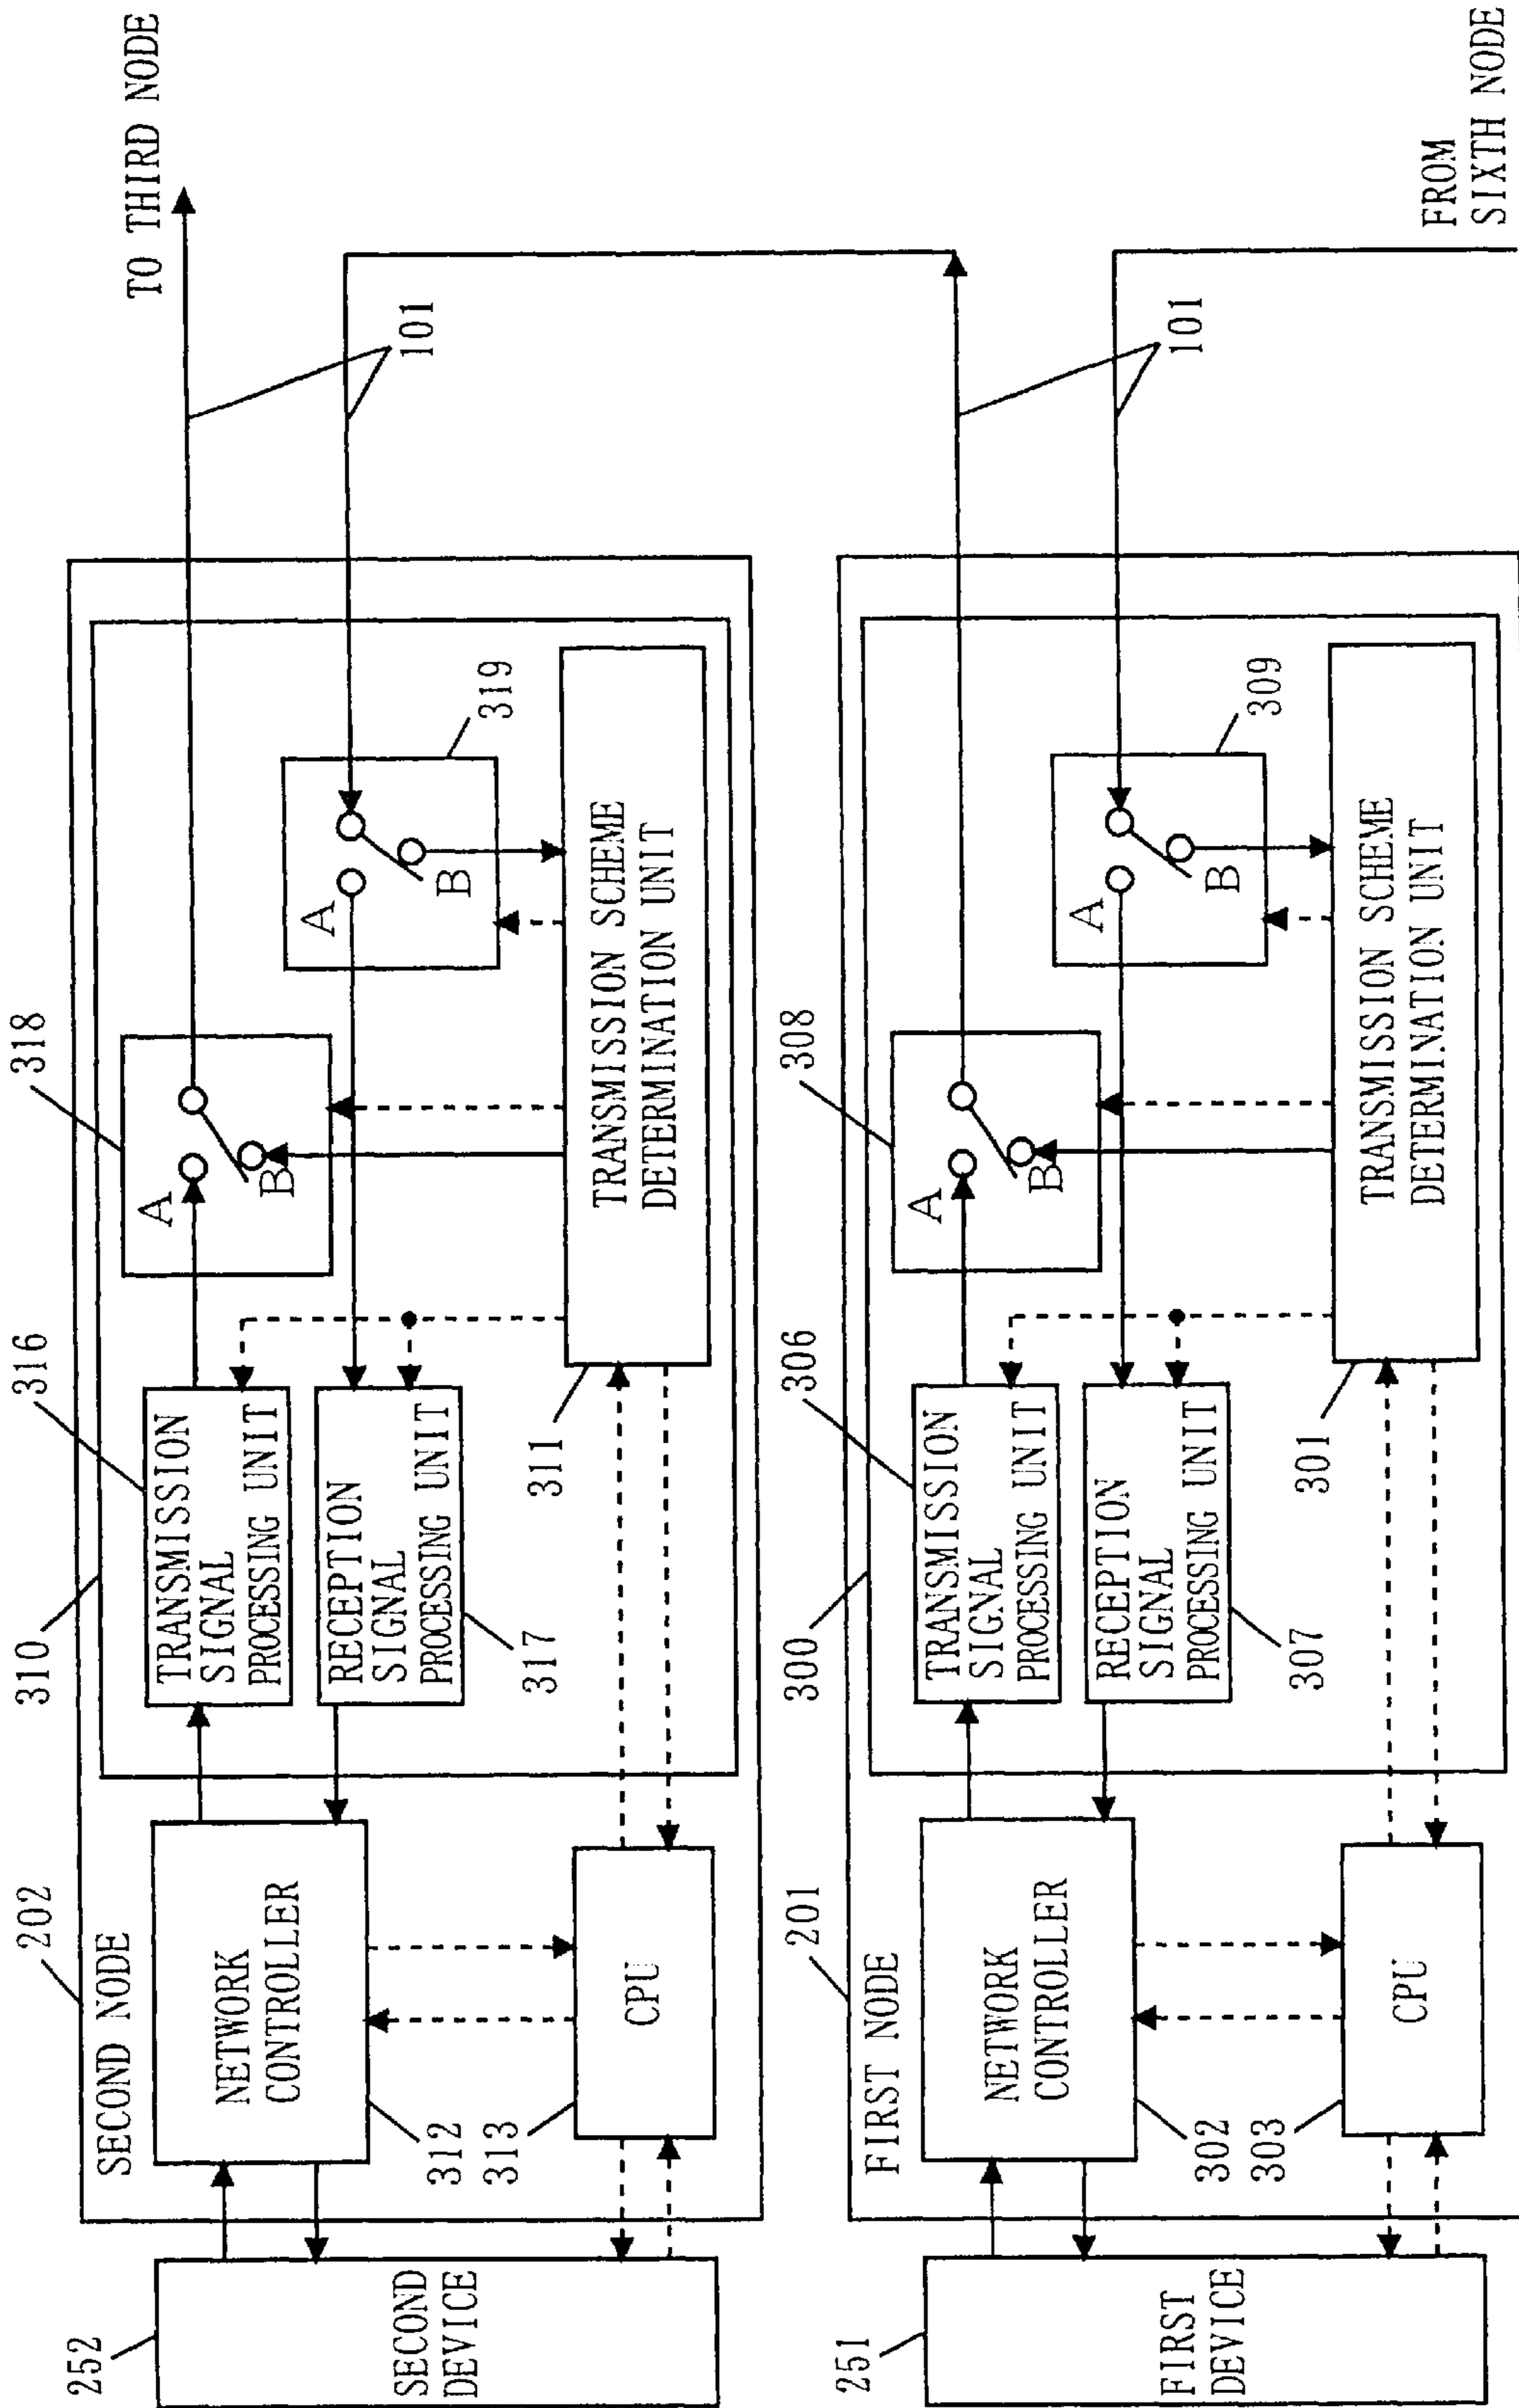 TO THIRD NODE
101
318
319
A
B
A
B
316
TRANSMISSION
SIGNAL
PROCESSING UNIT
310
RECEPTION
SIGNAL
PROCESSING UNIT
317
TRANSMISSION SCHEME
DETERMINATION UNIT
311
202
SECOND NODE
NETWORK
CONTROLLER
312
313
CPU
252
SECOND
DEVICE
FROM
SIXTH NODE
101
308
309
A
B
A
B
306
TRANSMISSION
SIGNAL
PROCESSING UNIT
300
RECEPTION
SIGNAL
PROCESSING UNIT
307
TRANSMISSION SCHEME
DETERMINATION UNIT
301
201
FIRST NODE
NETWORK
CONTROLLER
302
303
CPU
251
FIRST
DEVICE